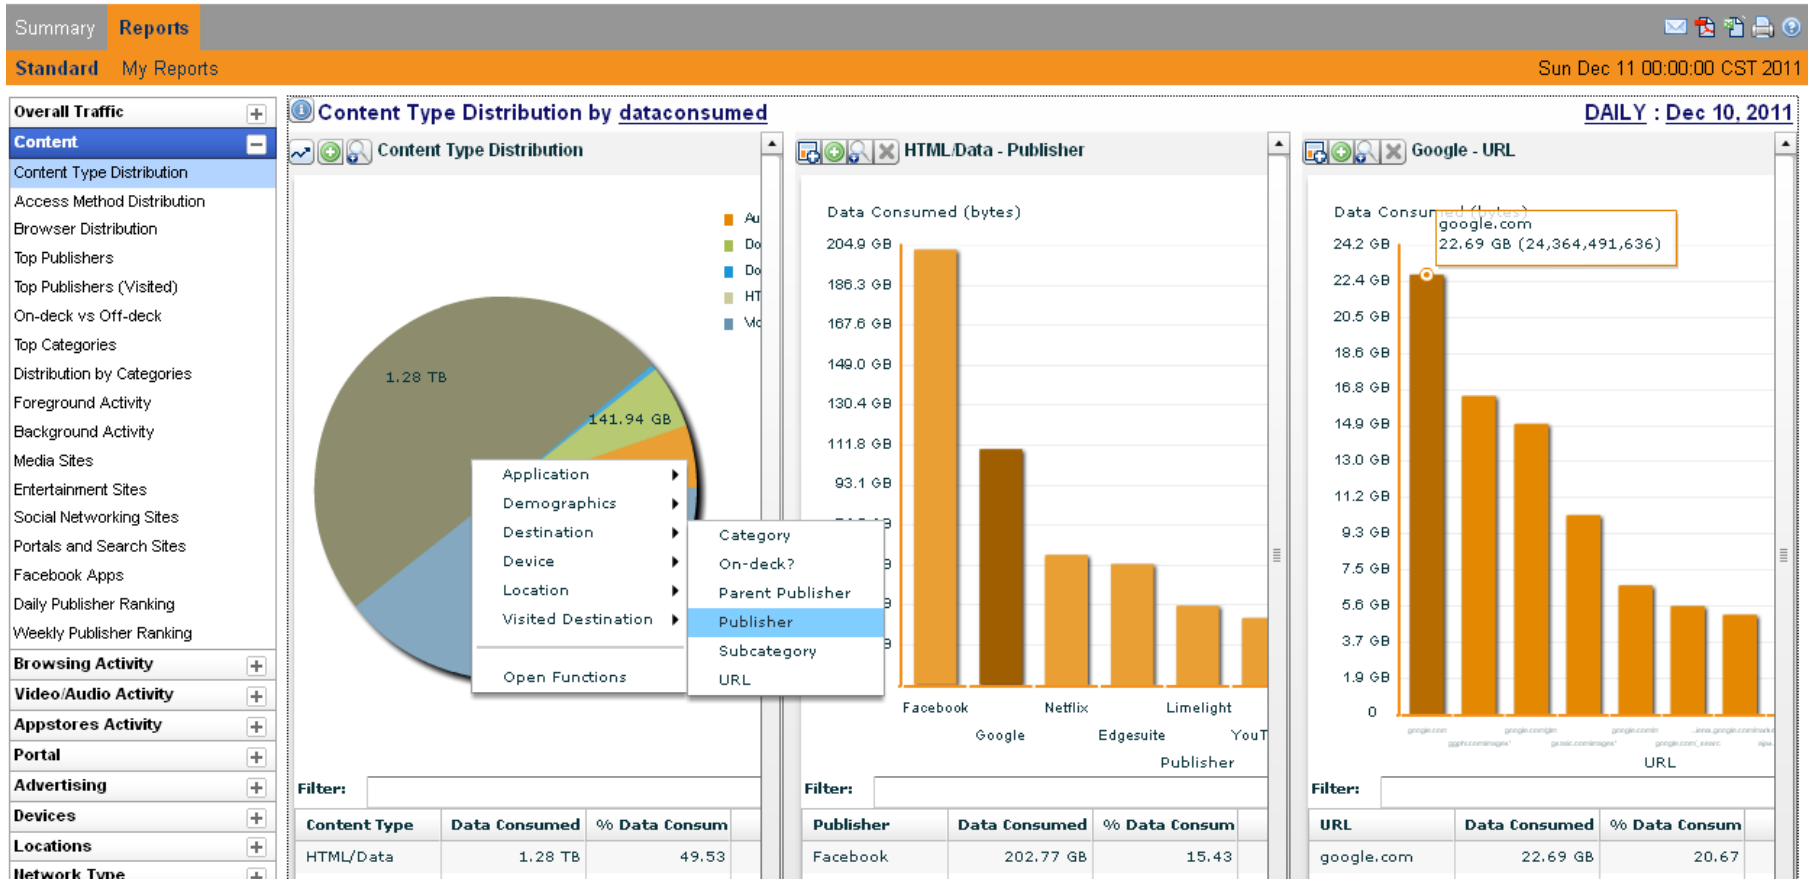 Summary Reports
Standard My Reports Sun Dec 11 00:00:00 CST 2011
Overall Traffic
Content
Content Type Distribution
Access Method Distribution
Browser Distribution
Top Publishers
Top Publishers (Visited)
On-deck vs Off-deck
Top Categories
Distribution by Categories
Foreground Activity
Background Activity
Media Sites
Entertainment Sites
Social Networking Sites
Portals and Search Sites
Facebook Apps
Daily Publisher Ranking
Weekly Publisher Ranking
Browsing Activity
Video/Audio Activity
Appstores Activity
Portal
Advertising
Devices
Locations
Network Type
Content Type Distribution by dataconsumed DAILY : Dec 10, 2011
Content Type Distribution
Au
Do
Do
HT
1.28 TB
141.94 GB
Application
Demographics
Destination
Device
Location
Visited Destination
Open Functions
Category
On-deck?
Parent Publisher
Publisher
Subcategory
URL
Filter:
Content Type Data Consumed % Data Consum
HTML/Data 1.28 TB 49.53
HTML/Data - Publisher
Data Consumed (bytes)
204.9 GB
186.3 GB
167.6 GB
149.0 GB
130.4 GB
111.8 GB
93.1 GB
Facebook Netflix Limelight
Google Edgesuite YouT
Publisher
Filter:
Publisher Data Consumed % Data Consum
Facebook 202.77 GB 15.43
Google - URL
Data Consumed (bytes)
google.com
22.69 GB (24,364,491,636)
24.2 GB
22.4 GB
20.5 GB
18.6 GB
16.8 GB
14.9 GB
13.0 GB
11.2 GB
9.3 GB
7.5 GB
5.6 GB
3.7 GB
1.9 GB
0
google.com
URL
Filter:
URL Data Consumed % Data Consum
google.com 22.69 GB 20.67